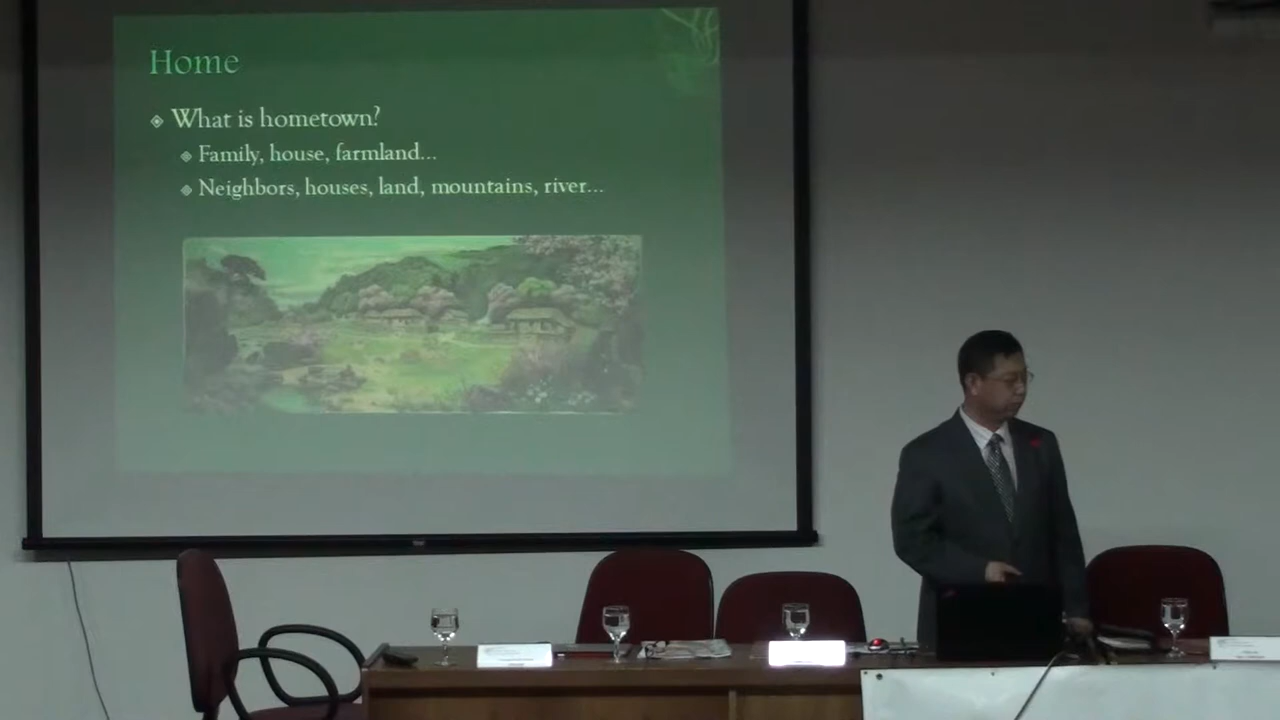 Home
What is hometown?
Family, house, farmland...
Neighbors, houses, land, mountains, river...